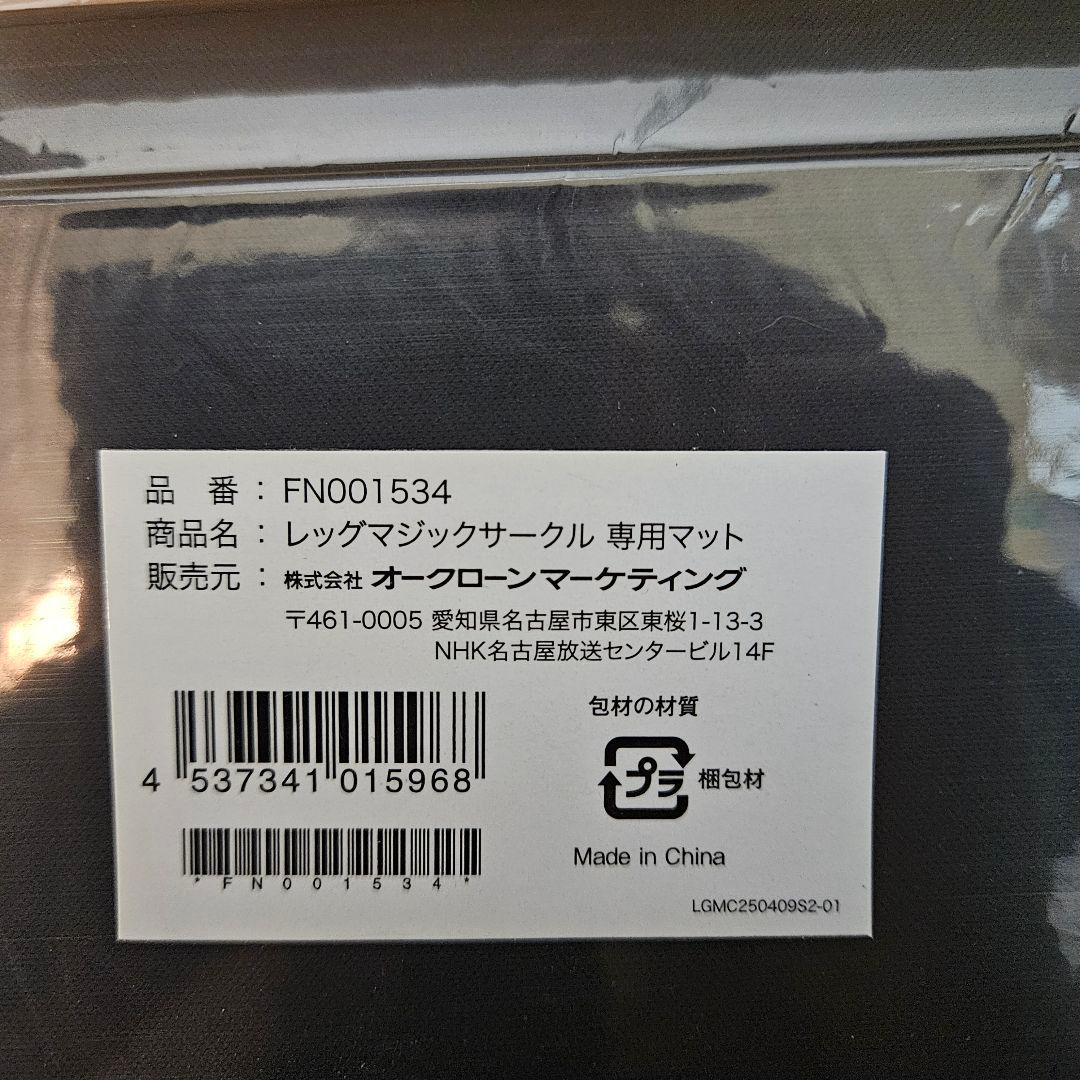 品　番 : FN001534
商品名 : レッグマジックサークル 専用マット
販売元 : 株式会社 オークローンマーケティング
〒461-0005 愛知県名古屋市東区東桜1-13-3
NHK名古屋放送センタービル14F
包材の材質
プラ 梱包材
4 537341 015968
*FN001534*
Made in China
LGMC250409S2-01